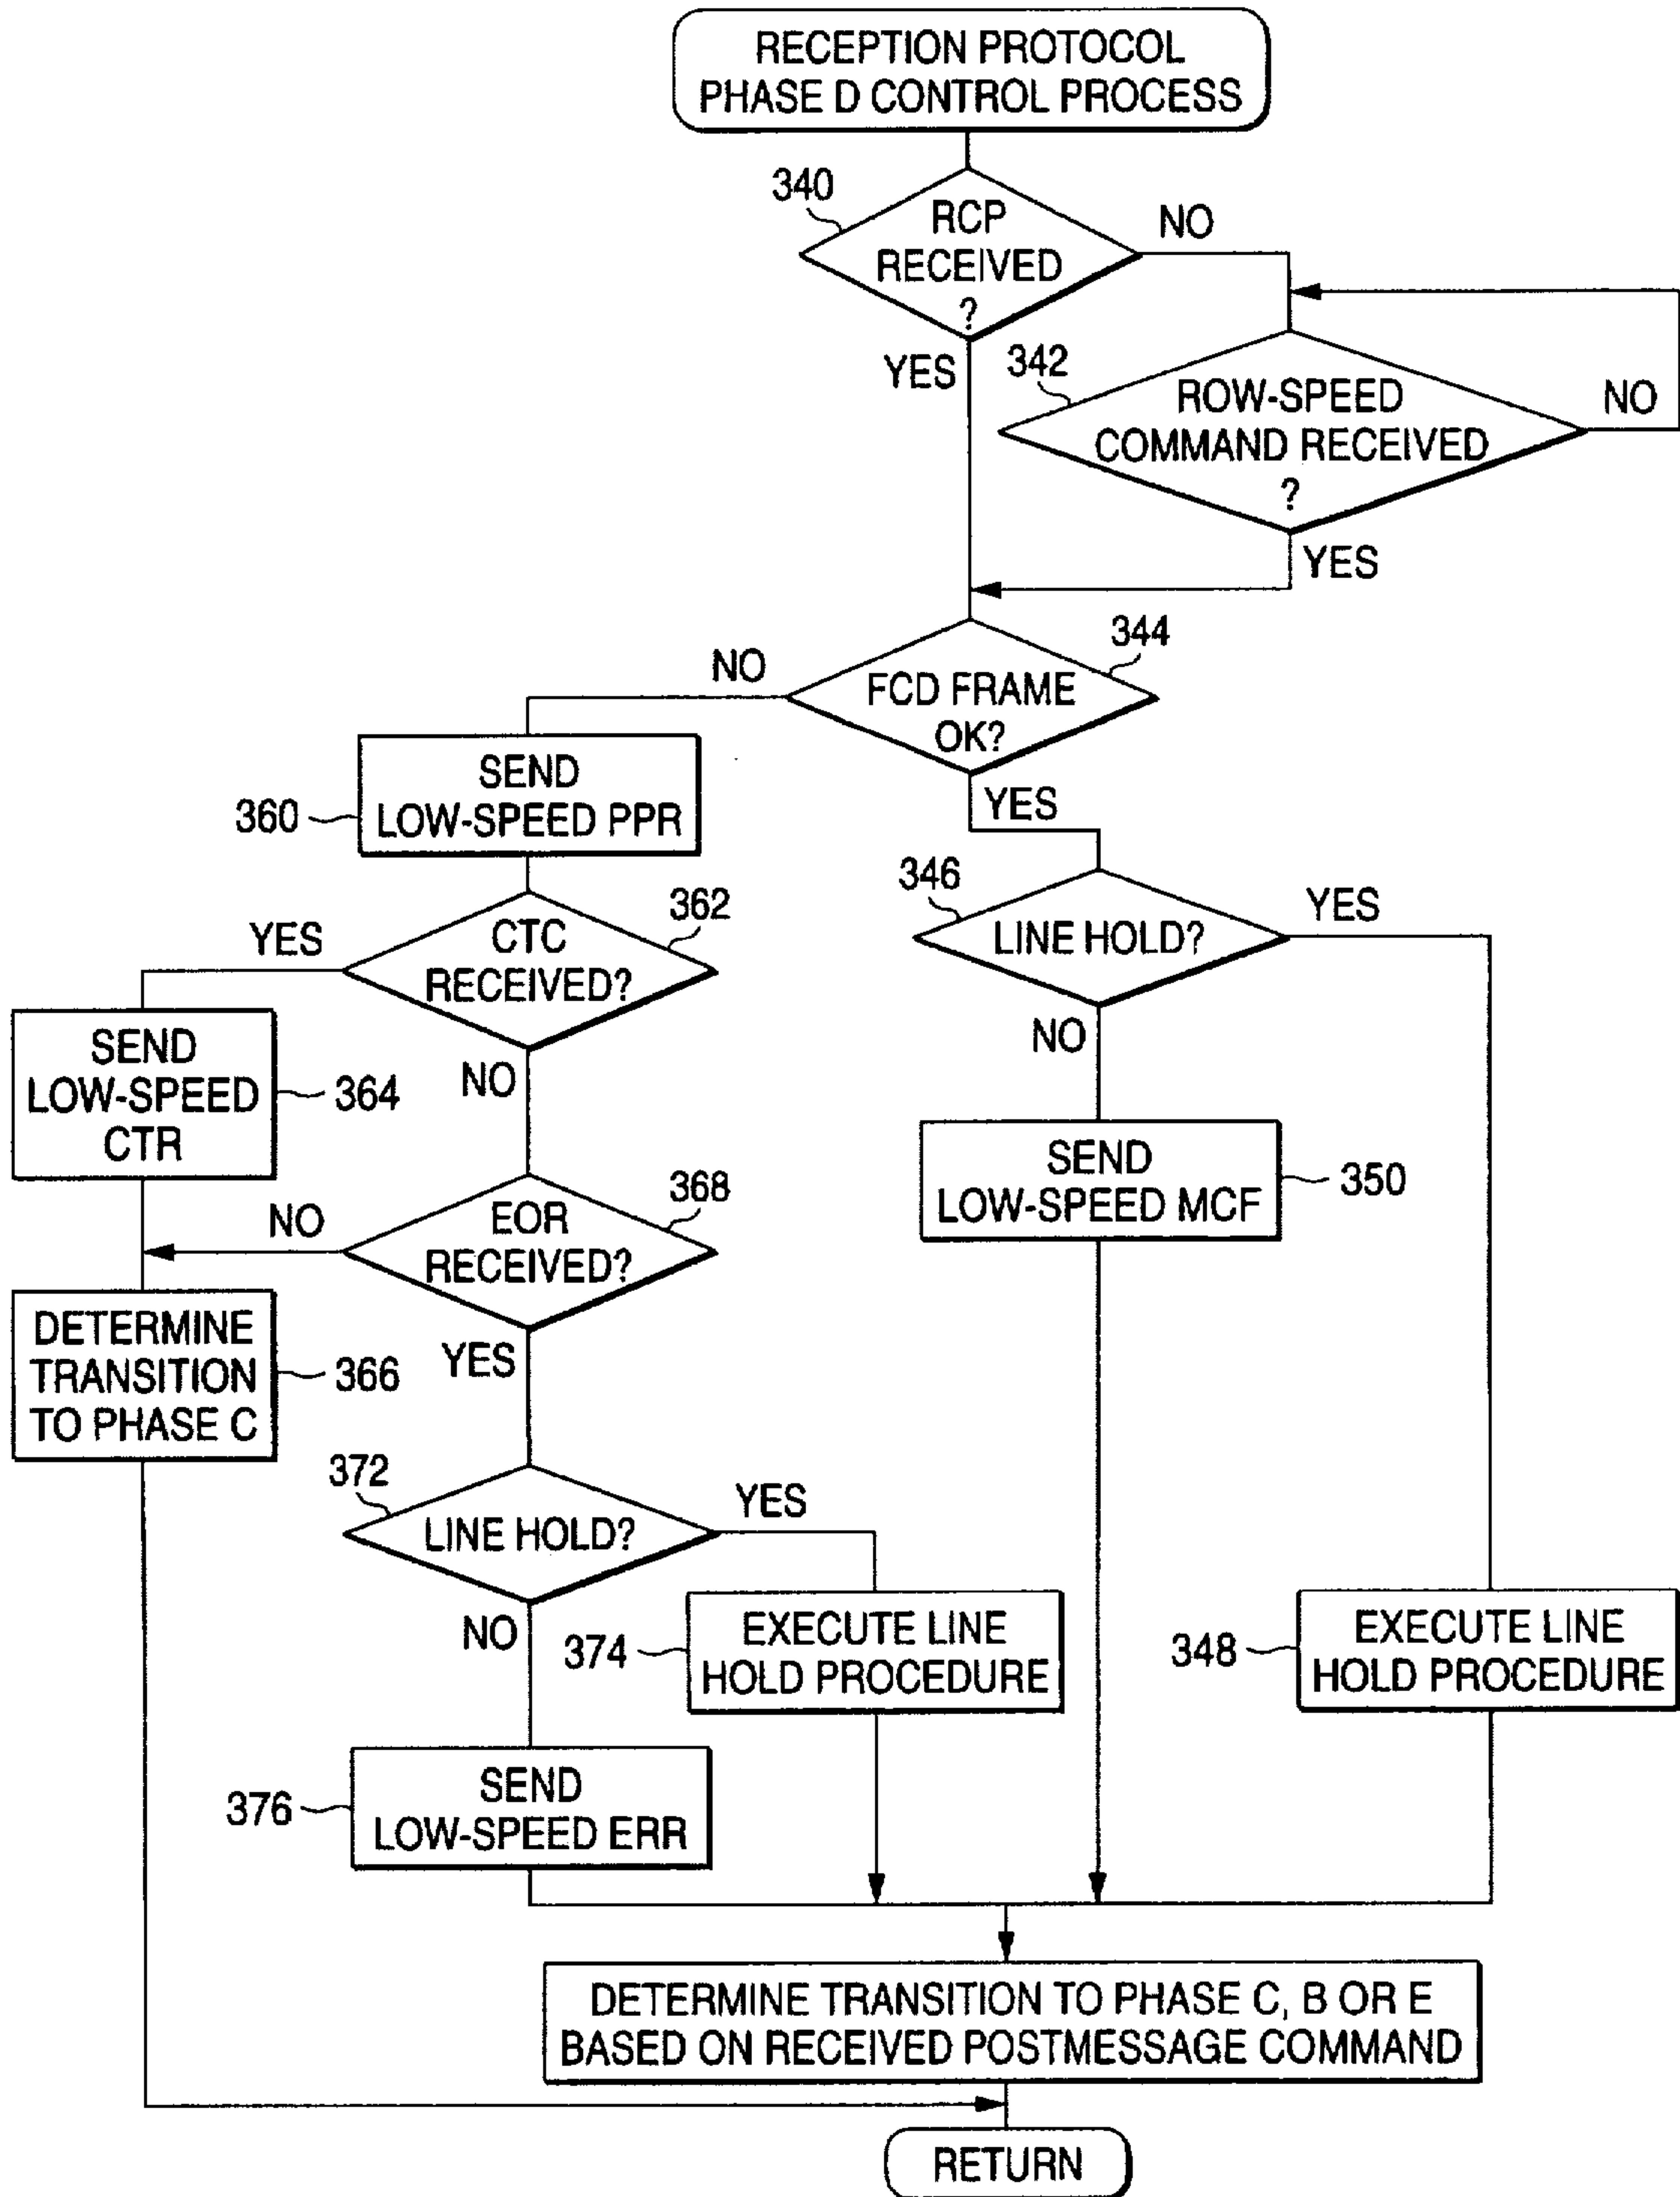 RECEPTION PROTOCOL
PHASE D CONTROL PROCESS
340
RCP
RECEIVED
?
NO
YES
342
ROW-SPEED
COMMAND RECEIVED
?
NO
YES
344
FCD FRAME
OK?
NO
YES
360
SEND
LOW-SPEED PPR
346
LINE HOLD?
YES
NO
362
CTC
RECEIVED?
YES
NO
SEND
LOW-SPEED
CTR
364
SEND
LOW-SPEED MCF
350
368
EOR
RECEIVED?
NO
YES
DETERMINE
TRANSITION
TO PHASE C
366
372
LINE HOLD?
YES
NO
374
EXECUTE LINE
HOLD PROCEDURE
348
EXECUTE LINE
HOLD PROCEDURE
376
SEND
LOW-SPEED ERR
DETERMINE TRANSITION TO PHASE C, B OR E
BASED ON RECEIVED POSTMESSAGE COMMAND
RETURN